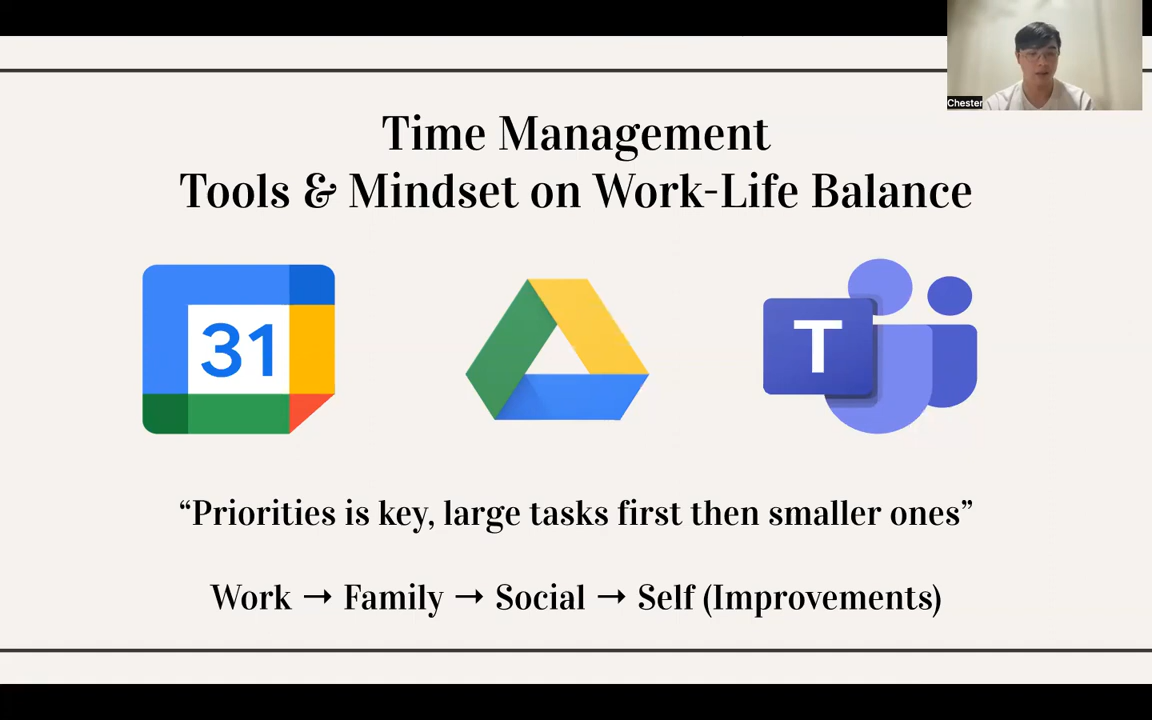 Chester
Time Management
Tools & Mindset on Work-Life Balance
31
T
“Priorities is key, large tasks first then smaller ones”
Work → Family → Social → Self (Improvements)